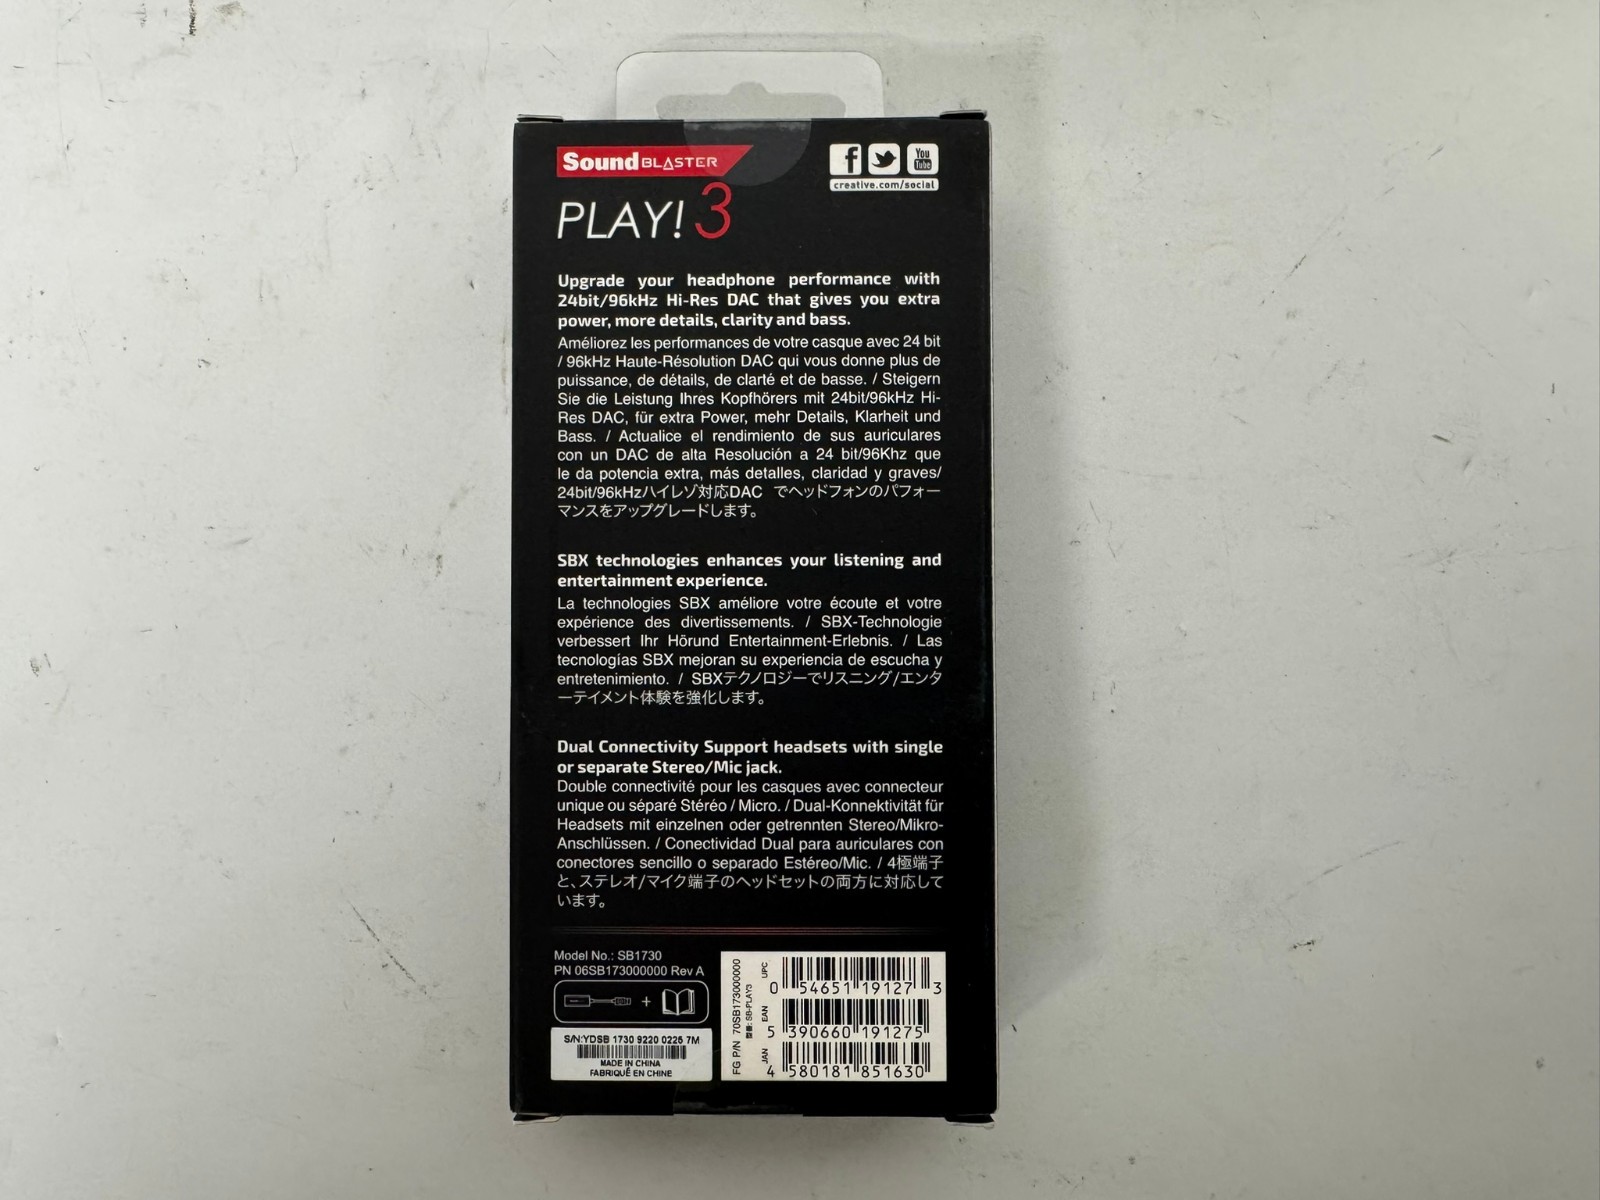 Sound BLASTER
PLAY! 3
f
You
Tube
creative.com/social
Upgrade your headphone performance with
24bit/96kHz Hi-Res DAC that gives you extra
power, more details, clarity and bass.
Améliorez les performances de votre casque avec 24 bit
/ 96kHz Haute-Résolution DAC qui vous donne plus de
puissance, de détails, de clarté et de basse. / Steigern
Sie die Leistung Ihres Kopfhörers mit 24bit/96kHz Hi-
Res DAC, für extra Power, mehr Details, Klarheit und
Bass. / Actualice el rendimiento de sus auriculares
con un DAC de alta Resolución a 24 bit/96Khz que
le da potencia extra, más detalles, claridad y graves/
24bit/96kHzハイレゾ対応DAC でヘッドフォンのパフォー
マンスをアップグレードします。
SBX technologies enhances your listening and
entertainment experience.
La technologies SBX améliore votre écoute et votre
expérience des divertissements. / SBX-Technologie
verbessert Ihr Hörund Entertainment-Erlebnis. / Las
tecnologías SBX mejoran su experiencia de escucha y
entretenimiento. / SBXテクノロジーでリスニング/エンタ
ーテイメント体験を強化します。
Dual Connectivity Support headsets with single
or separate Stereo/Mic jack.
Double connectivité pour les casques avec connecteur
unique ou séparé Stéréo / Micro. / Dual-Konnektivität für
Headsets mit einzelnen oder getrennten Stereo/Mikro-
Anschlüssen. / Conectividad Dual para auriculares con
conectores sencillo o separado Estéreo/Mic. / 4極端子
と、ステレオ/マイク端子のヘッドセットの両方に対応して
います。
Model No.: SB1730
PN 06SB173000000 Rev A
+
S/N:YDSB 1730 9220 0226 7M
MADE IN CHINA
FABRIQUÉ EN CHINE
FG P/N 70SB173000000
型番: SB-PLAY3
UPC
0 54651 19127 3
EAN
5 390660 191275
JAN
4 580181 851630